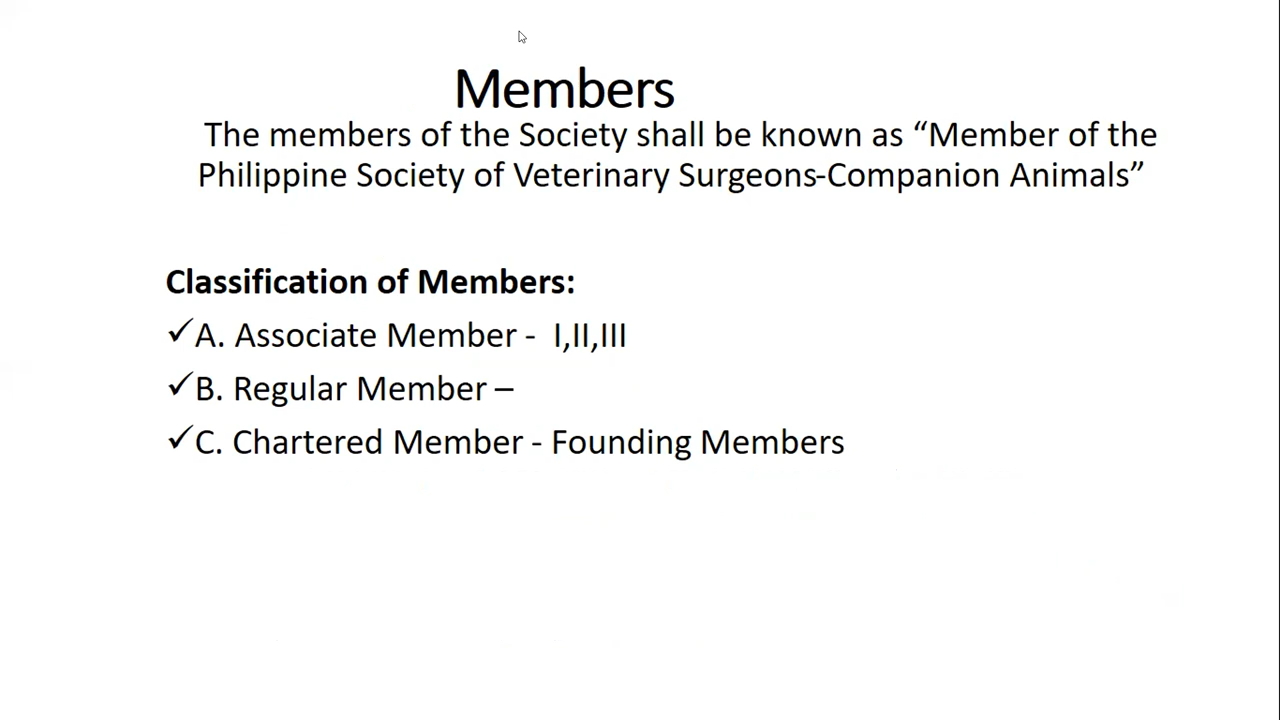 Members
The members of the Society shall be known as “Member of the
Philippine Society of Veterinary Surgeons-Companion Animals”
Classification of Members:
✓A. Associate Member - I,II,III
✓B. Regular Member –
✓C. Chartered Member - Founding Members